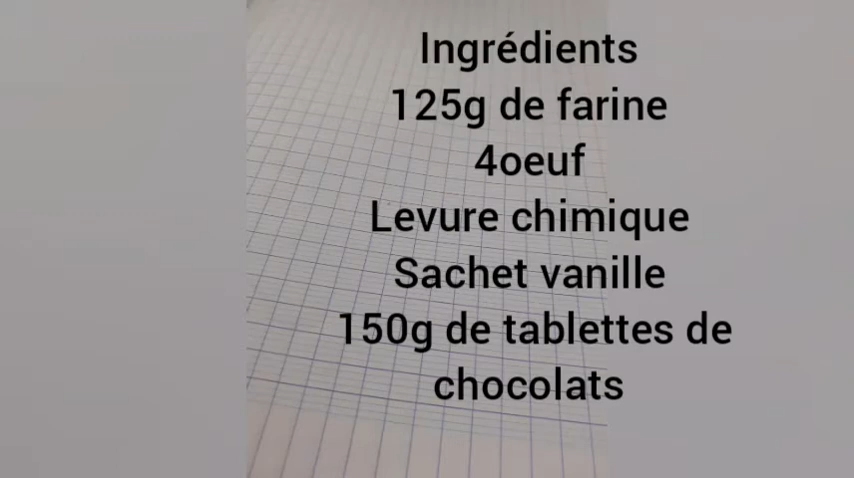 Ingrédients
125g de farine
4oeuf
Levure chimique
Sachet vanille
150g de tablettes de
chocolats